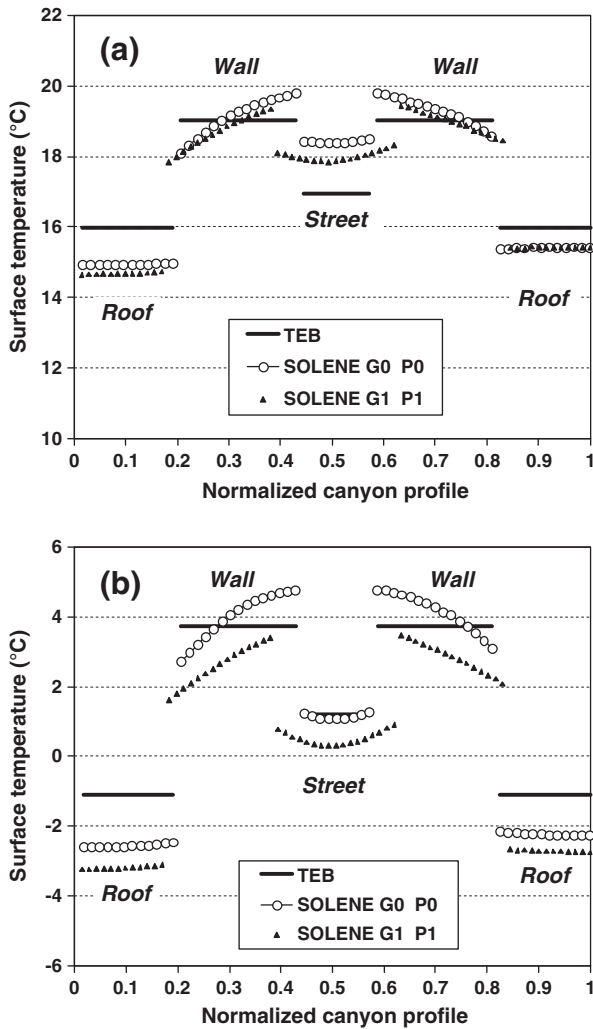 22
20
18
16
14
12
10
Surface temperature (°C)
(a)
Wall
Wall
Street
Roof
Roof
TEB
SOLENE G0 P0
SOLENE G1 P1
0 0.1 0.2 0.3 0.4 0.5 0.6 0.7 0.8 0.9 1
Normalized canyon profile
6
4
2
0
-2
-4
-6
Surface temperature (°C)
(b)
Wall
Wall
Street
Roof
Roof
TEB
SOLENE G0 P0
SOLENE G1 P1
0 0.1 0.2 0.3 0.4 0.5 0.6 0.7 0.8 0.9 1
Normalized canyon profile